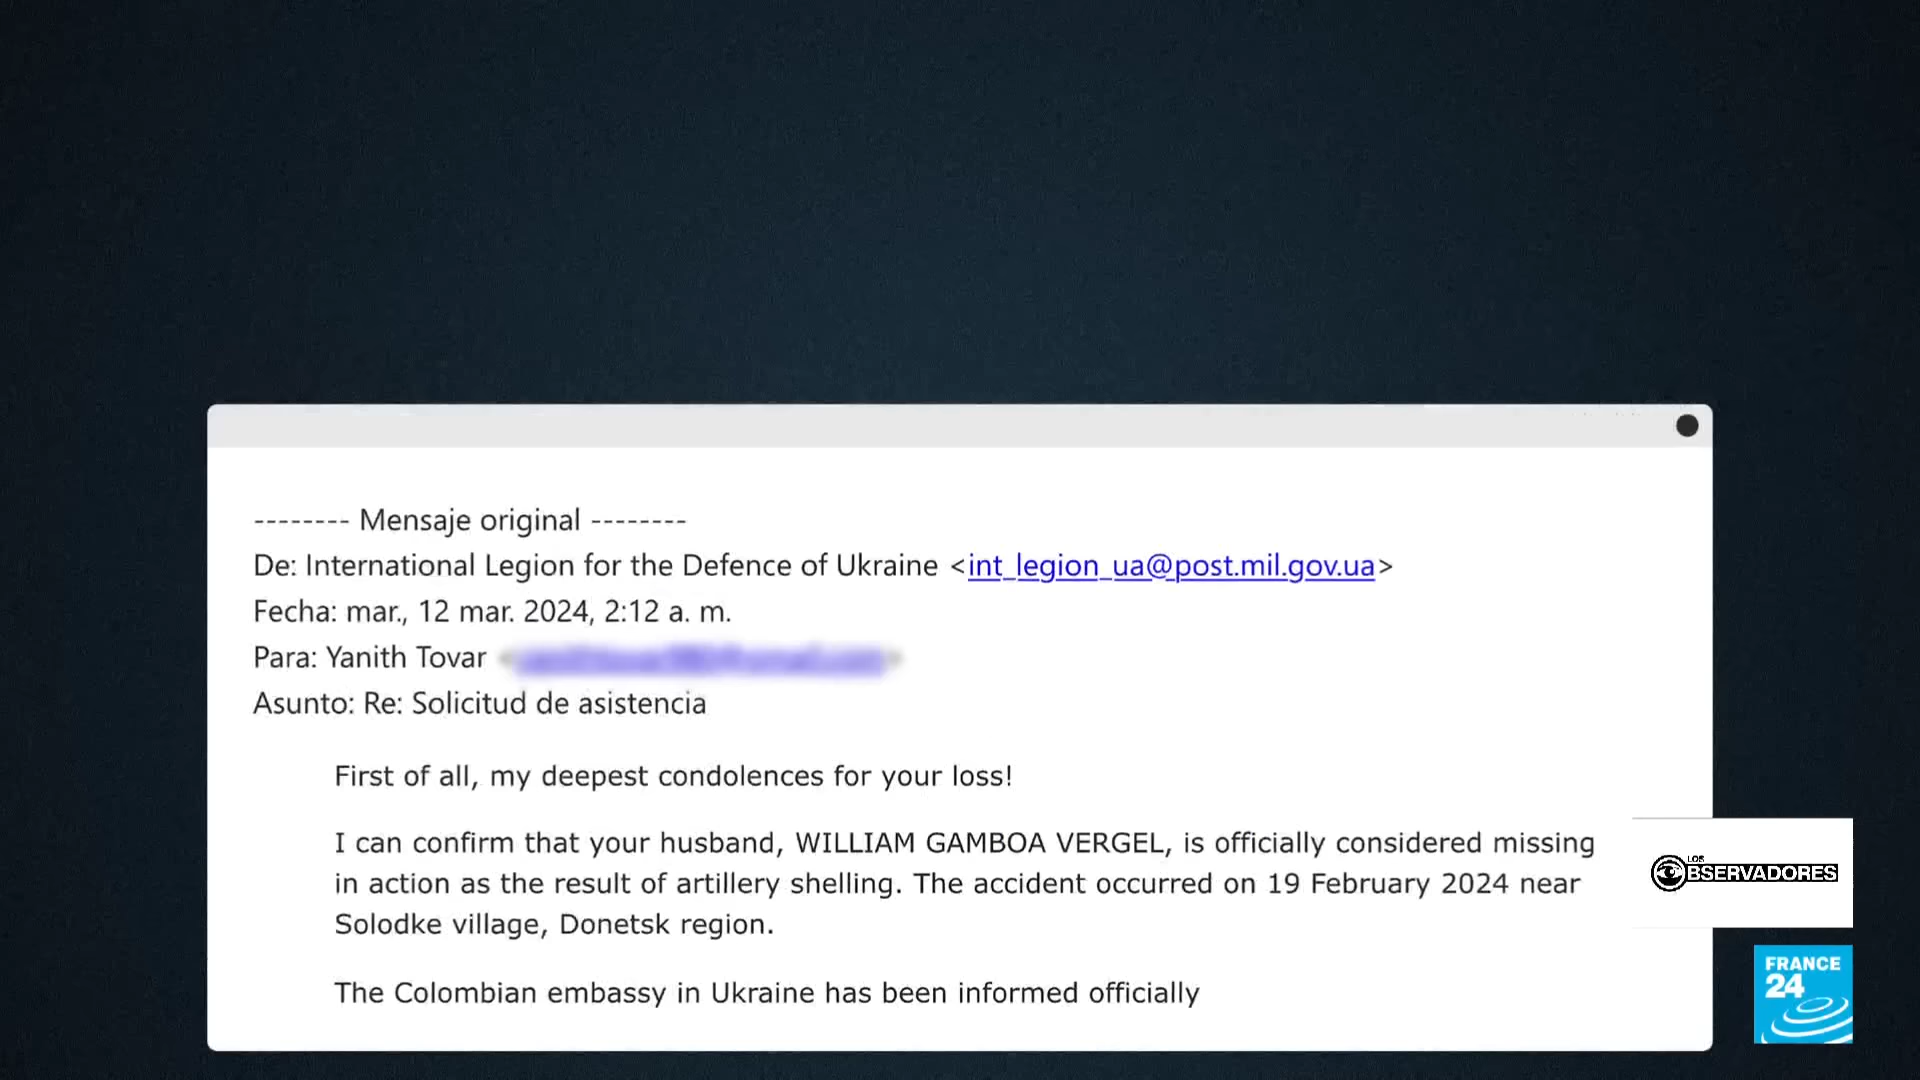 -------- Mensaje original --------
De: International Legion for the Defence of Ukraine <int_legion_ua@post.mil.gov.ua>
Fecha: mar., 12 mar. 2024, 2:12 a. m.
Para: Yanith Tovar
Asunto: Re: Solicitud de asistencia
First of all, my deepest condolences for your loss!
I can confirm that your husband, WILLIAM GAMBOA VERGEL, is officially considered missing
in action as the result of artillery shelling. The accident occurred on 19 February 2024 near
Solodke village, Donetsk region.
The Colombian embassy in Ukraine has been informed officially
LOS
OBSERVADORES
FRANCE
24